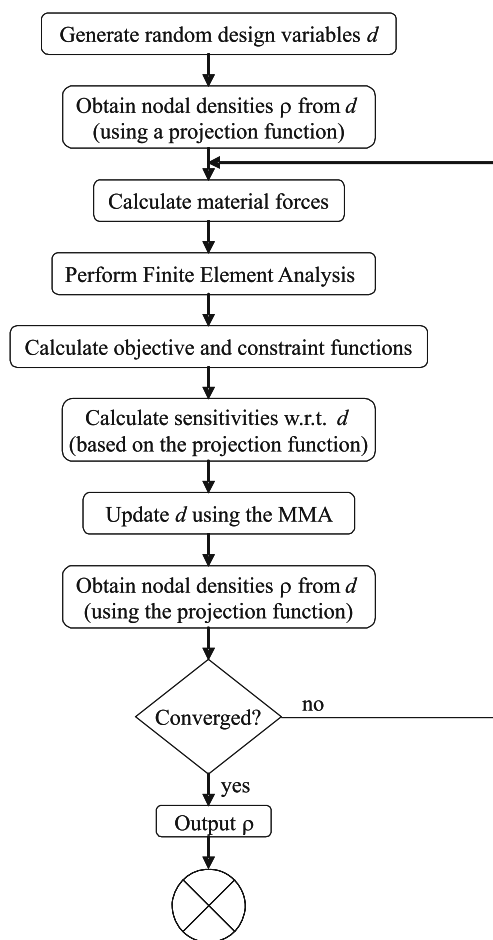 Generate random design variables d
Obtain nodal densities ρ from d
(using a projection function)
Calculate material forces
Perform Finite Element Analysis
Calculate objective and constraint functions
Calculate sensitivities w.r.t. d
(based on the projection function)
Update d using the MMA
Obtain nodal densities ρ from d
(using the projection function)
Converged?
no
yes
Output ρ